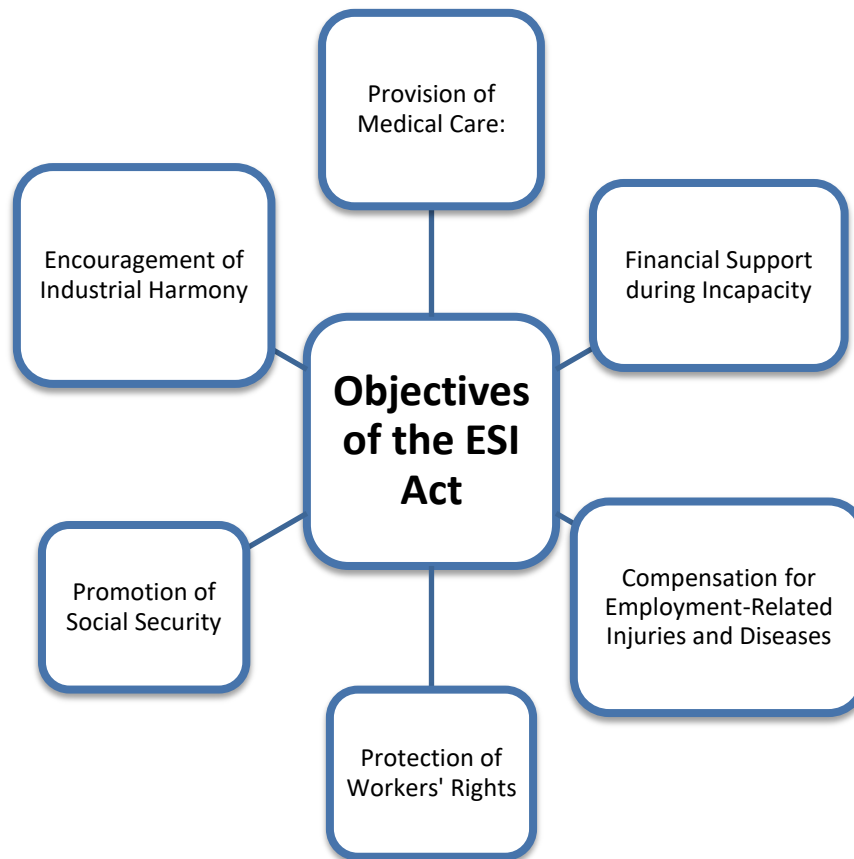 Provision of
Medical Care:
Encouragement of
Industrial Harmony
Financial Support
during Incapacity
Objectives
of the ESI
Act
Promotion of
Social Security
Compensation for
Employment-Related
Injuries and Diseases
Protection of
Workers' Rights